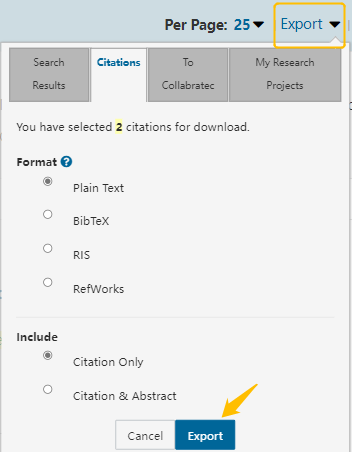 Per Page: 25 Export
Search Results
Citations
To Collabratec
My Research Projects
You have selected 2 citations for download.
Format ?
Plain Text
BibTeX
RIS
RefWorks
Include
Citation Only
Citation & Abstract
Cancel Export